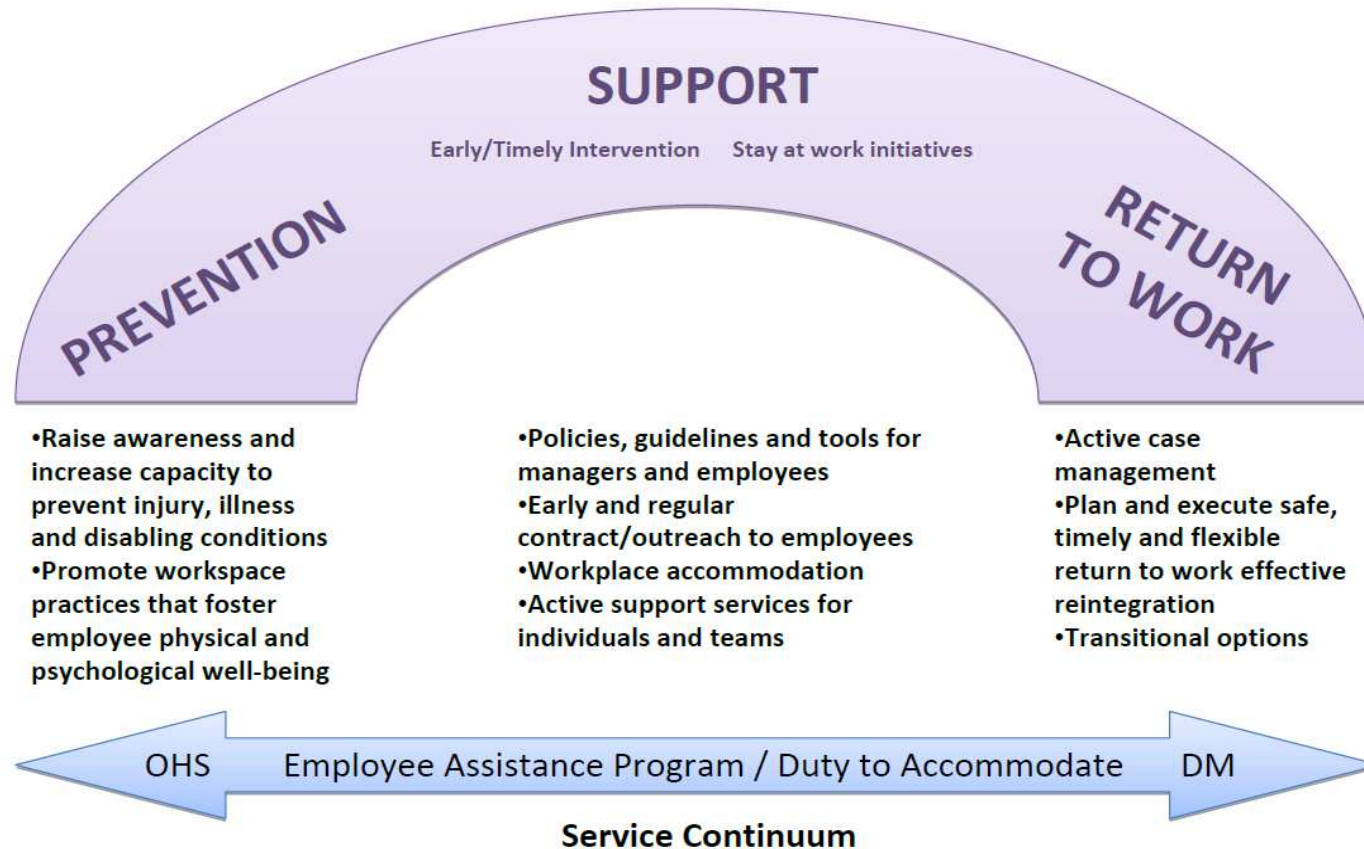 SUPPORT
Early/Timely Intervention Stay at work initiatives
PREVENTION
RETURN
TO WORK
•Raise awareness and
increase capacity to
prevent injury, illness
and disabling conditions
•Promote workspace
practices that foster
employee physical and
psychological well-being
•Policies, guidelines and tools for
managers and employees
•Early and regular
contract/outreach to employees
•Workplace accommodation
•Active support services for
individuals and teams
•Active case
management
•Plan and execute safe,
timely and flexible
return to work effective
reintegration
•Transitional options
OHS Employee Assistance Program / Duty to Accommodate DM
Service Continuum